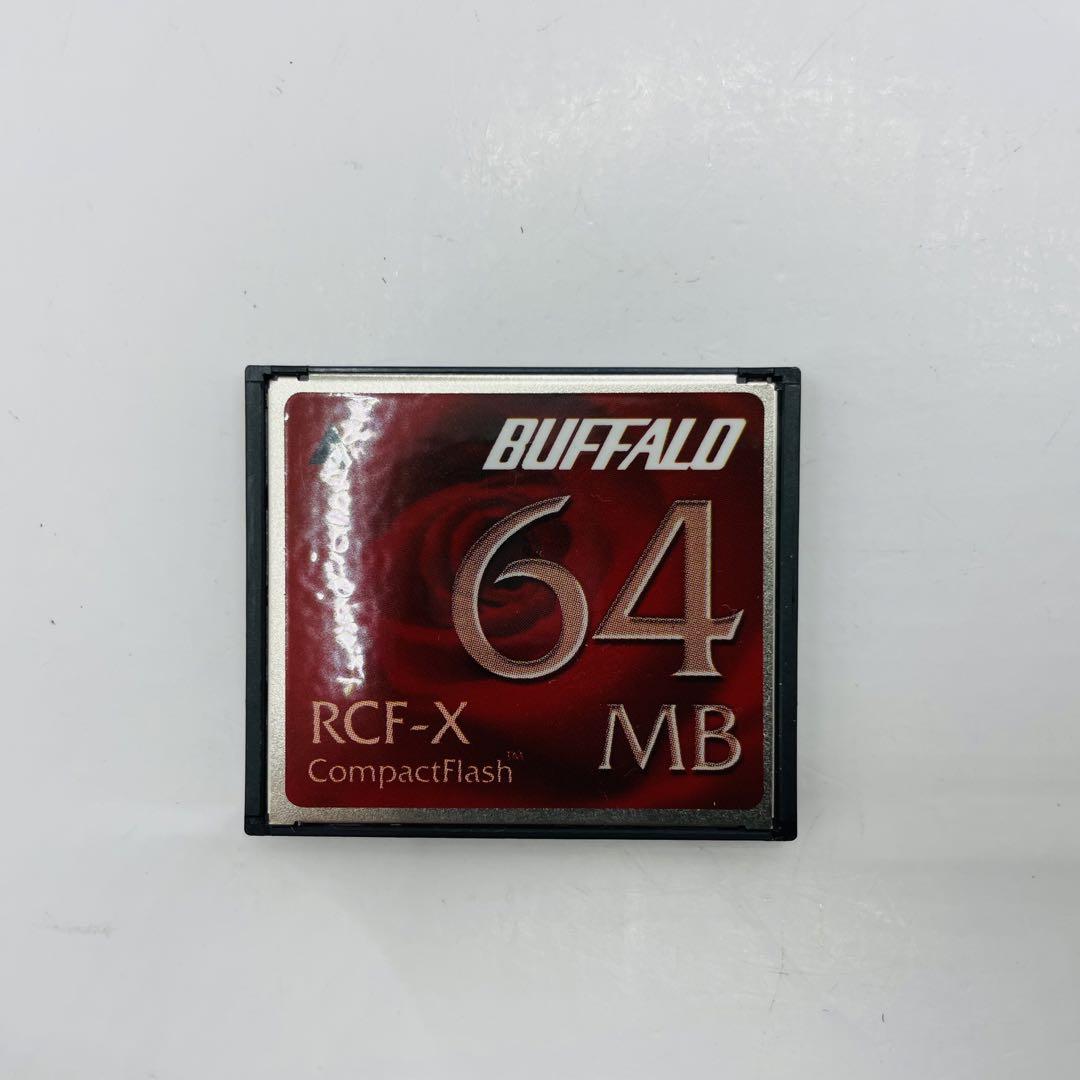 BUFFALO
64
MB
RCF-X
CompactFlash™